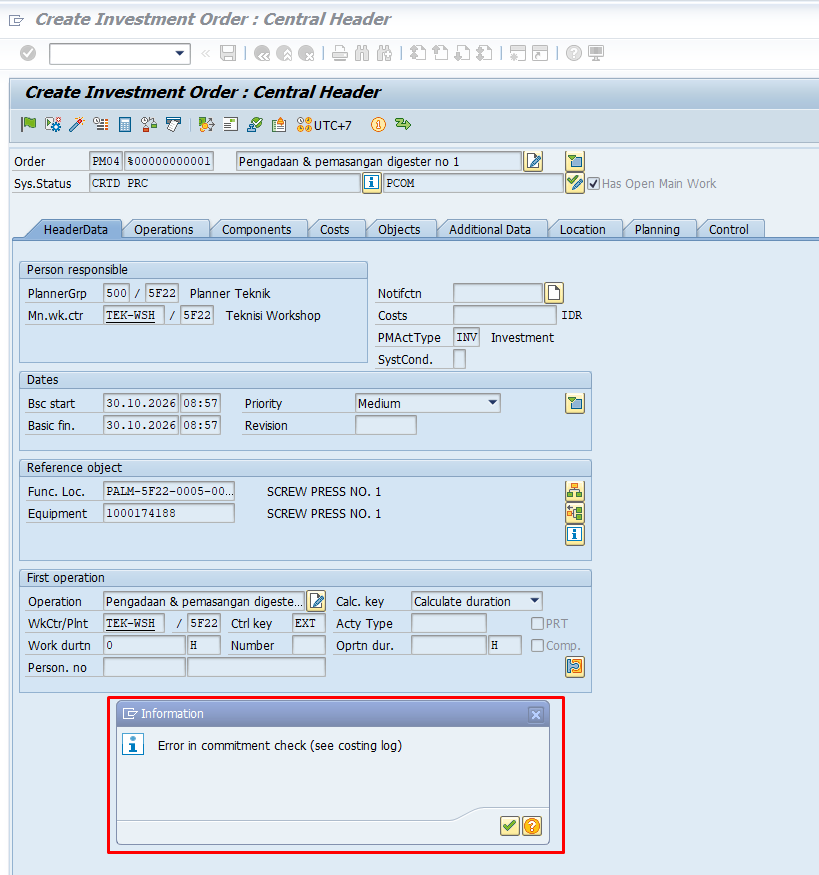 Create Investment Order : Central Header
Create Investment Order : Central Header
UTC+7
Order PM04 %00000000001 Pengadaan & pemasangan digester no 1
Sys.Status CRTD PRC PCOM Has Open Main Work
HeaderData Operations Components Costs Objects Additional Data Location Planning Control
Person responsible
PlannerGrp 500 / 5F22 Planner Teknik Notifctn
Mn.wk.ctr TEK-WSH / 5F22 Teknisi Workshop Costs IDR
PMActType INV Investment
SystCond.
Dates
Bsc start 30.10.2026 08:57 Priority Medium
Basic fin. 30.10.2026 08:57 Revision
Reference object
Func. Loc. PALM-5F22-0005-00... SCREW PRESS NO. 1
Equipment 1000174188 SCREW PRESS NO. 1
First operation
Operation Pengadaan & pemasangan digeste... Calc. key Calculate duration
WkCtr/Plnt TEK-WSH / 5F22 Ctrl key EXT Acty Type PRT
Work durtn 0 H Number Oprtn dur. H Comp.
Person. no
Information
Error in commitment check (see costing log)